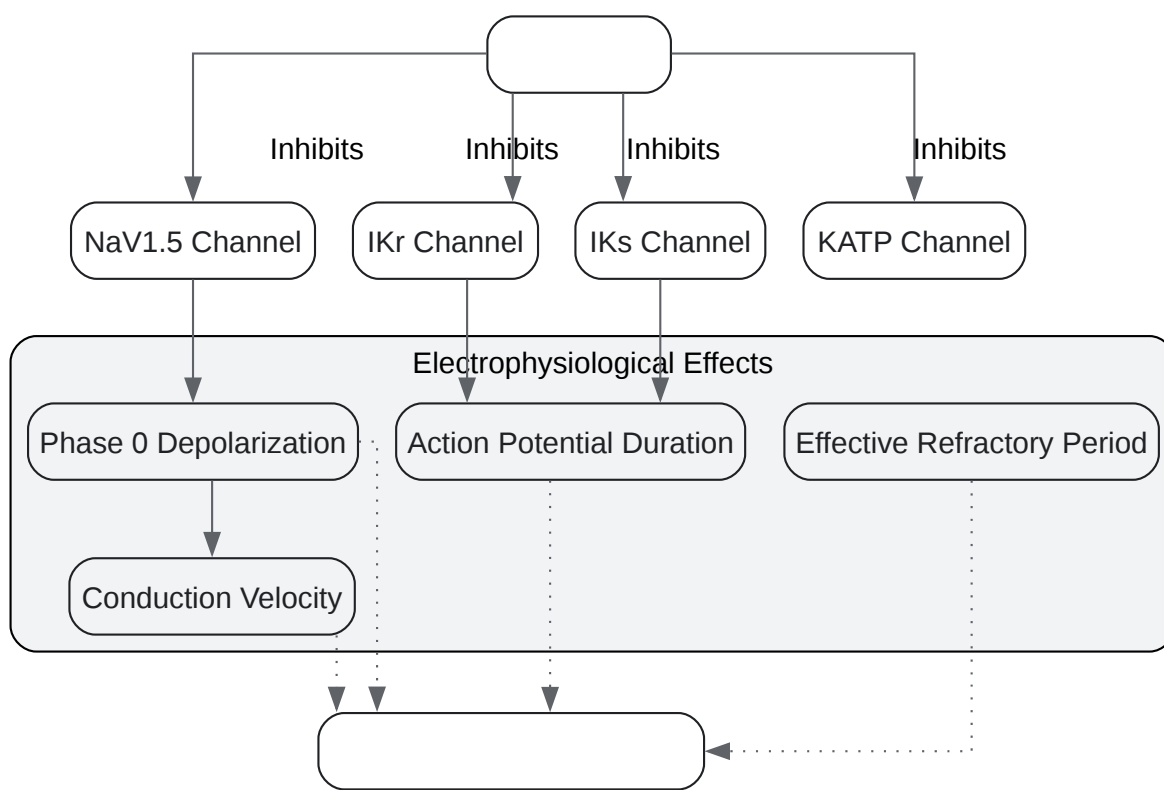 Inhibits
Inhibits
Inhibits
Inhibits
NaV1.5 Channel
IKr Channel
IKs Channel
KATP Channel
Electrophysiological Effects
Phase 0 Depolarization
Action Potential Duration
Effective Refractory Period
Conduction Velocity